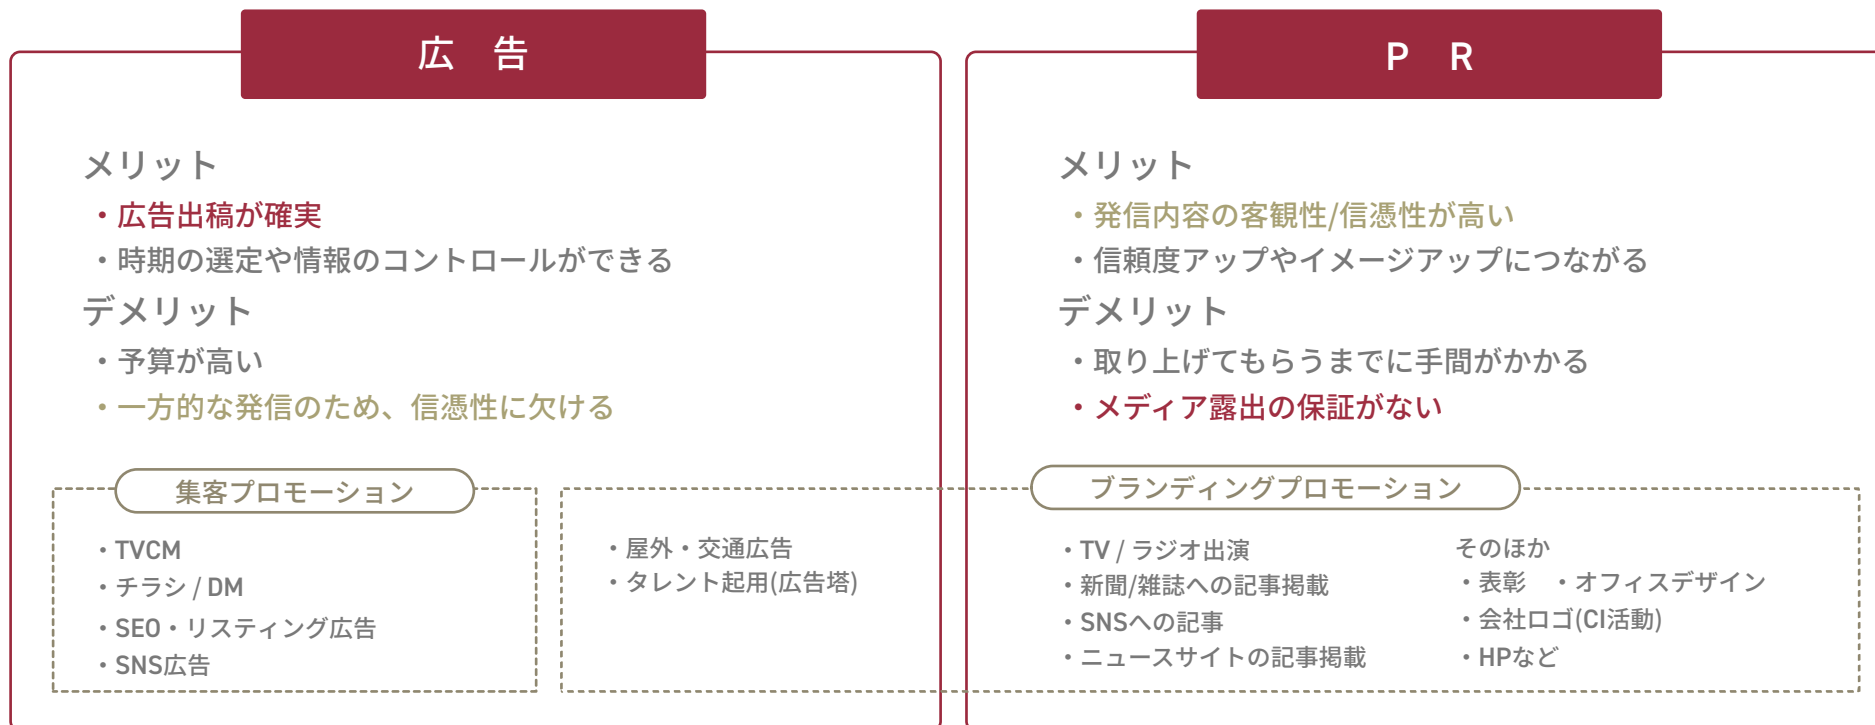 広 告
メリット
・広告出稿が確実
・時期の選定や情報のコントロールができる
デメリット
・予算が高い
・一方的な発信のため、信憑性に欠ける
P R
メリット
・発信内容の客観性/信憑性が高い
・信頼度アップやイメージアップにつながる
デメリット
・取り上げてもらうまでに手間がかかる
・メディア露出の保証がない
集客プロモーション
・TVCM
・チラシ / DM
・SEO・リスティング広告
・SNS広告
ブランディングプロモーション
・屋外・交通広告
・タレント起用(広告塔)
・TV / ラジオ出演
・新聞/雑誌への記事掲載
・SNSへの記事
・ニュースサイトの記事掲載
そのほか
・表彰 ・オフィスデザイン
・会社ロゴ(CI活動)
・HPなど